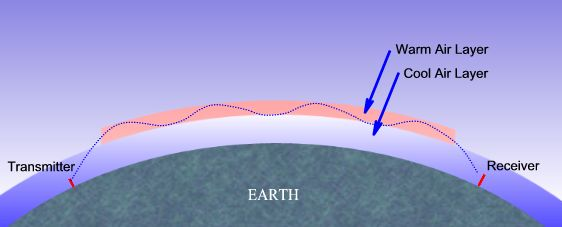 Warm Air Layer
Cool Air Layer
Transmitter
Receiver
EARTH